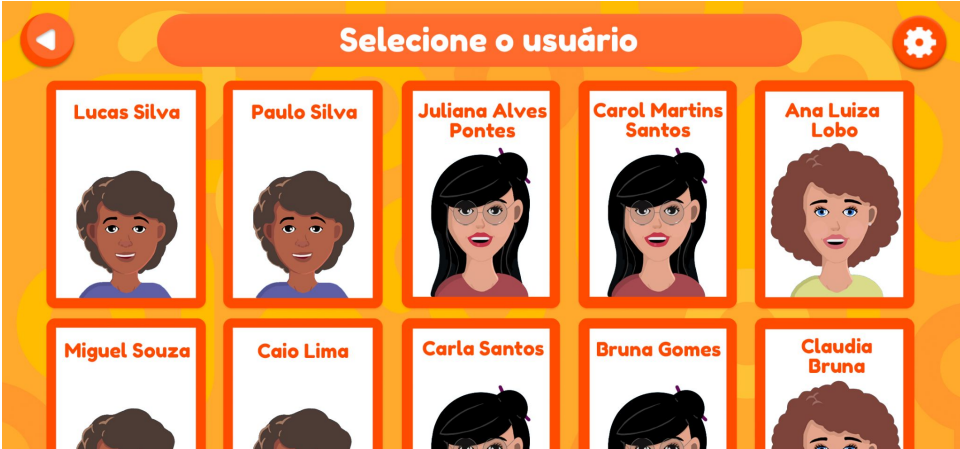 Selecione o usuário
Lucas Silva
Paulo Silva
Juliana Alves
Pontes
Carol Martins
Santos
Ana Luiza
Lobo
Miguel Souza
Caio Lima
Carla Santos
Bruna Gomes
Claudia
Bruna